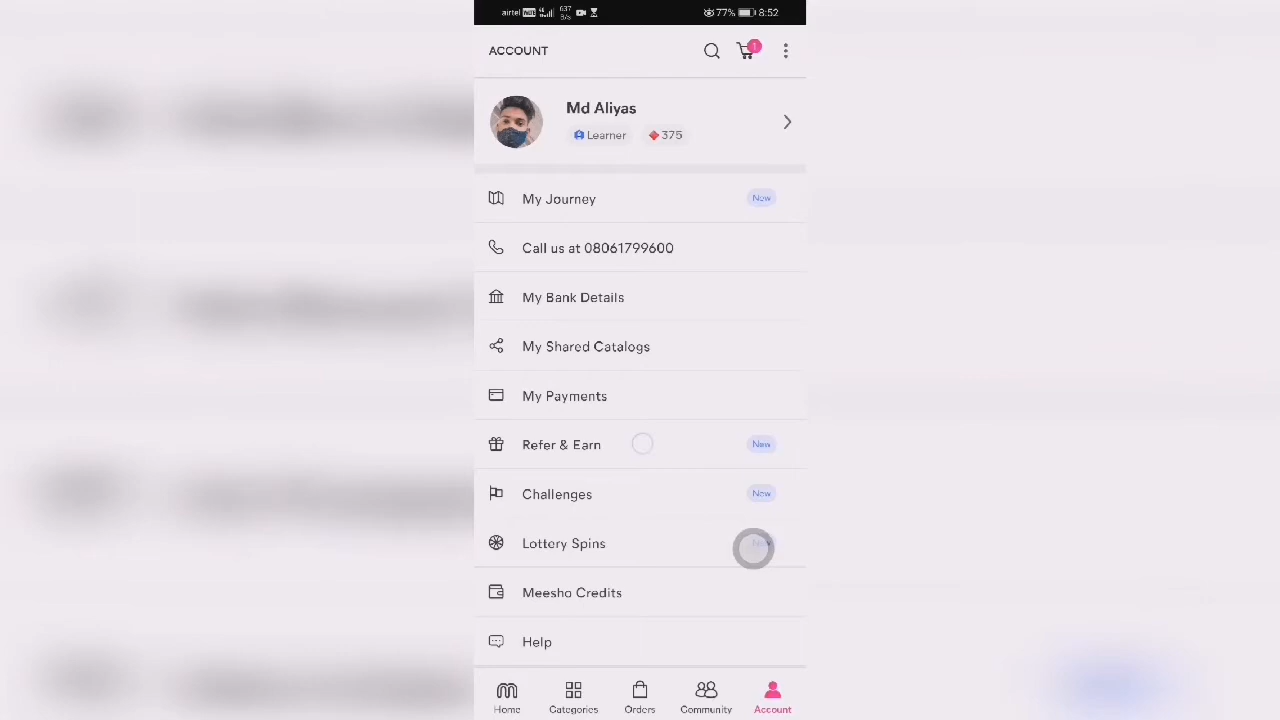 airtel 637 B/s 77% 8:52
ACCOUNT 1
Md Aliyas
Learner 375
My Journey New
Call us at 08061799600
My Bank Details
My Shared Catalogs
My Payments
Refer & Earn New
Challenges New
Lottery Spins
Meesho Credits
Help
Home Categories Orders Community Account